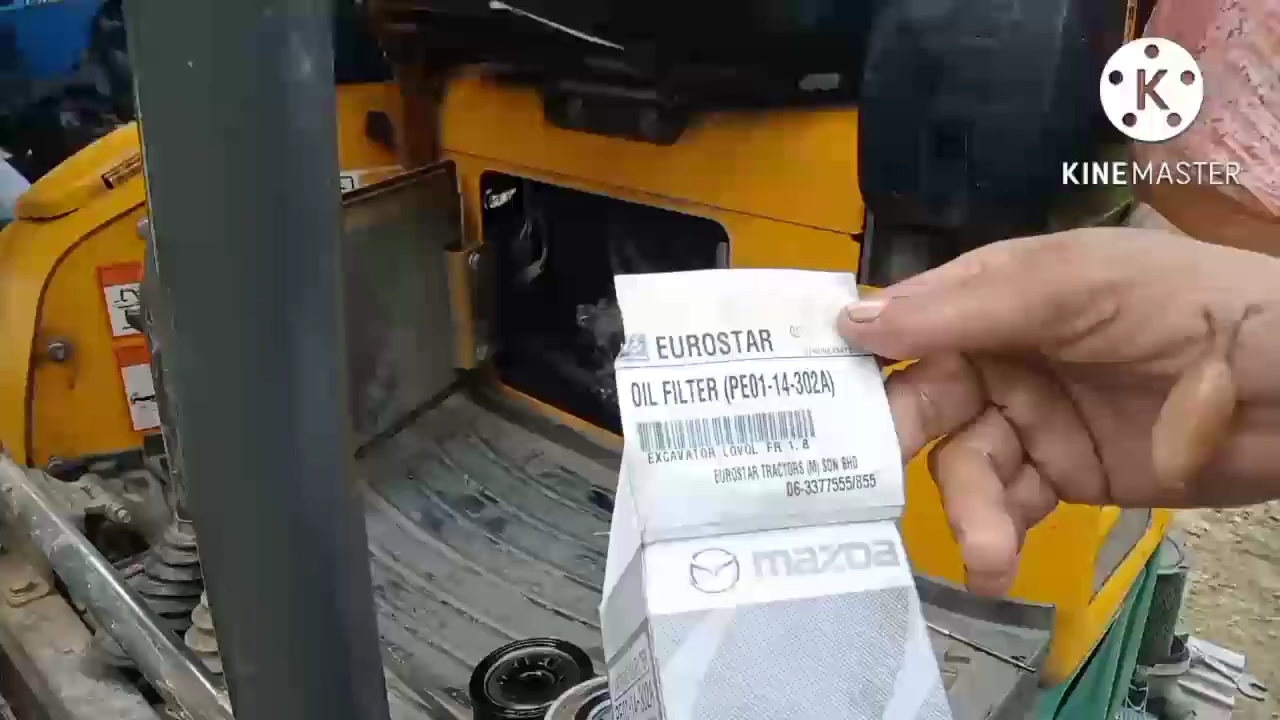 K
KINEMASTER
EUROSTAR
OIL FILTER (PE01-14-302A)
EXCAVATOR LOVOL FR 1.8
EUROSTAR TRACTORS (M) SDN BHD
06-3377555/855
mazda